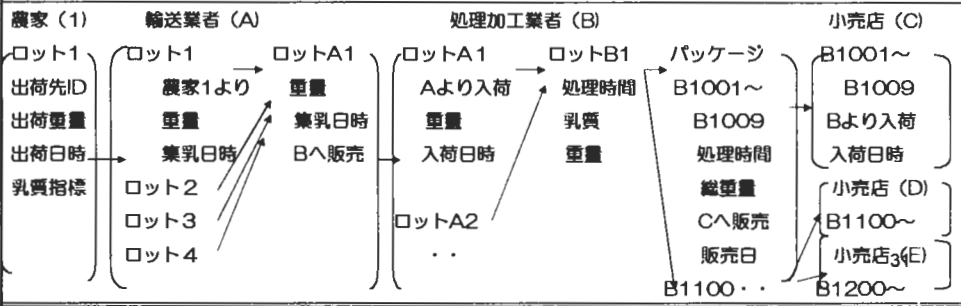 農家(1) 輸送業者(A) 処理加工業者(B) 小売店(C)
ロット1 ロット1 ロットA1 ロットA1 ロットB1 パッケージ B1001~
出荷先ID 農家1より 重量 Aより入荷 処理時間 B1001~ B1009
出荷重量 重量 集乳日時 重量 乳質 B1009 Bより入荷
出荷日時 集乳日時 Bへ販売 入荷日時 重量 処理時間 入荷日時
乳質指標 ロット2 総重量 小売店(D)
ロット3 ロットA2 Cへ販売 B1100~
ロット4 ・・ 販売日 小売店(E)
B1100・・ B1200~